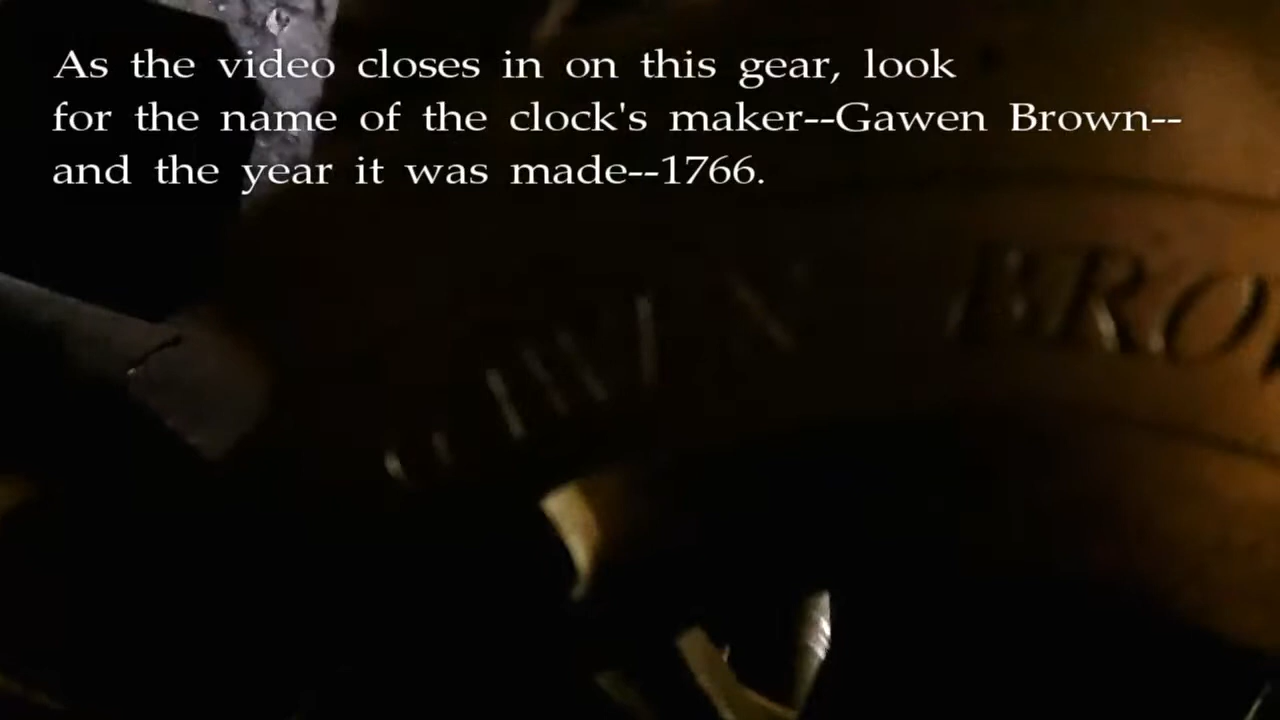 As the video closes in on this gear, look
for the name of the clock's maker--Gawen Brown--
and the year it was made--1766.